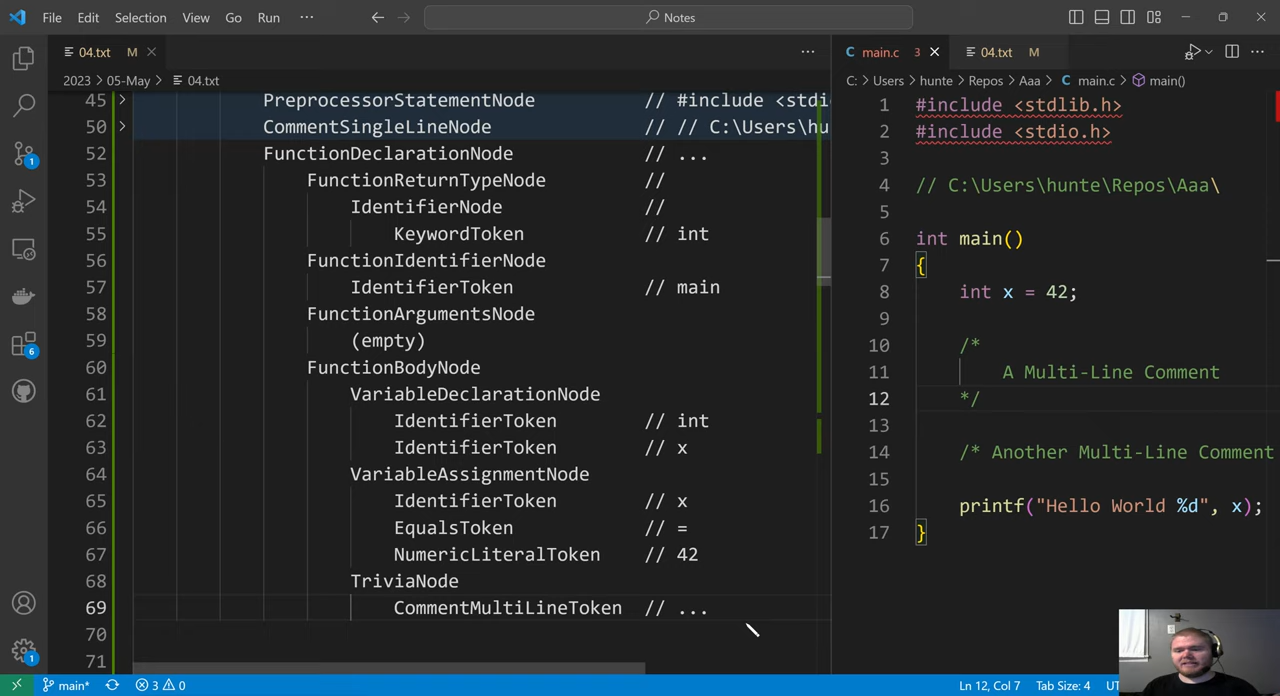 File Edit Selection View Go Run ··· Notes
04.txt M
main.c 3 04.txt M
2023 > 05-May > 04.txt
C: > Users > hunte > Repos > Aaa > main.c > main()
45 PreprocessorStatementNode // #include <stdi
50 CommentSingleLineNode // // C:\Users\hu
52 FunctionDeclarationNode // ...
53 FunctionReturnTypeNode //
54 IdentifierNode //
55 KeywordToken // int
56 FunctionIdentifierNode
57 IdentifierToken // main
58 FunctionArgumentsNode
59 (empty)
60 FunctionBodyNode
61 VariableDeclarationNode
62 IdentifierToken // int
63 IdentifierToken // x
64 VariableAssignmentNode
65 IdentifierToken // x
66 EqualsToken // =
67 NumericLiteralToken // 42
68 TriviaNode
69 CommentMultiLineToken // ...
70
71
1 #include <stdlib.h>
2 #include <stdio.h>
3
4 // C:\Users\hunte\Repos\Aaa\
5
6 int main()
7 {
8 int x = 42;
9
10 /*
11 A Multi-Line Comment
12 */
13
14 /* Another Multi-Line Comment
15
16 printf("Hello World %d", x);
17 }
1
6
1
main* 3 0 Ln 12, Col 7 Tab Size: 4 UT